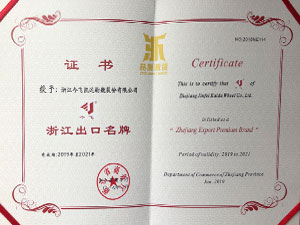 证书
授予：浙江今飞凯达轮毂股份有限公司
浙江出口名牌
有效期：2019年至2021年
Certificate
This is to certify that of
Zhejiang Jinfei Kaida Wheel Co., Ltd.
is listed as a
“ Zhejiang Export Premium Brand ”
Period of validity: 2019 to 2021
Department of Commerce of Zhejiang Province
Jan , 2019